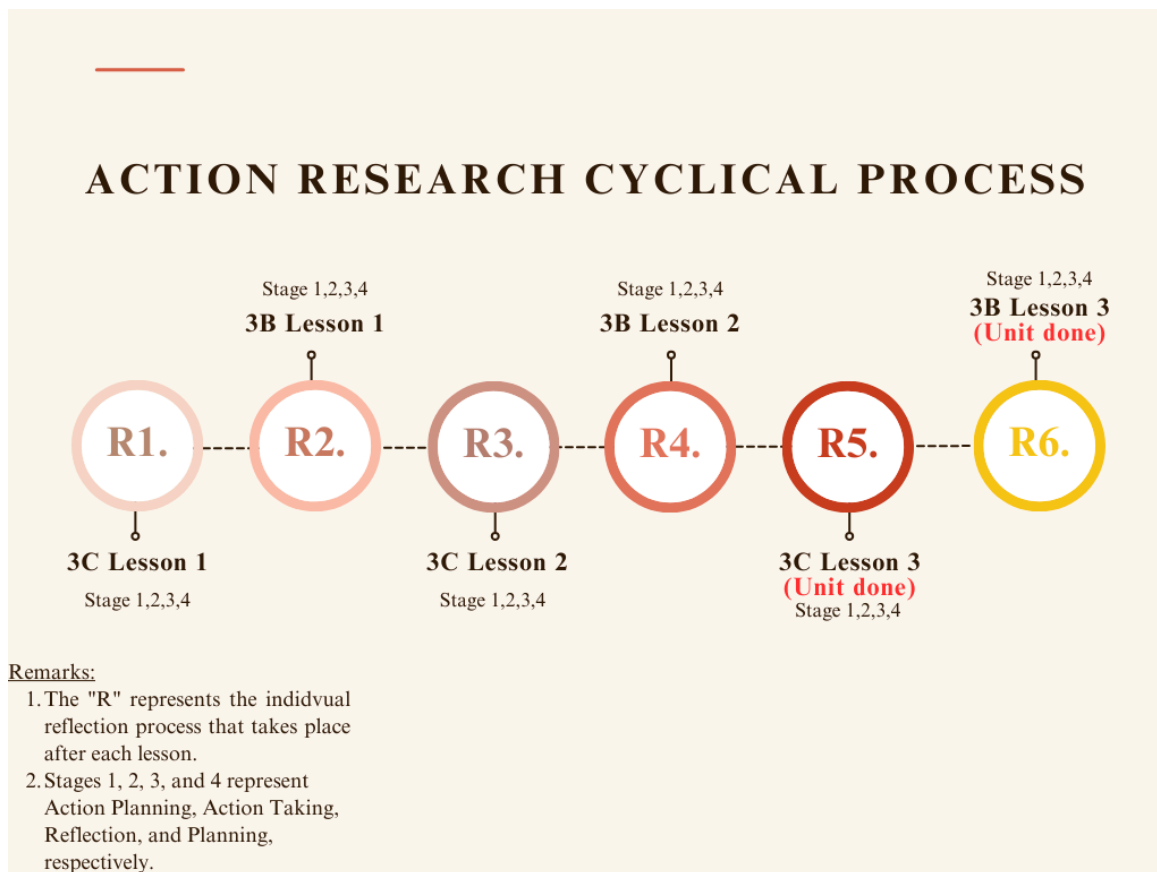 ACTION RESEARCH CYCLICAL PROCESS
Stage 1,2,3,4
3B Lesson 1
Stage 1,2,3,4
3B Lesson 2
Stage 1,2,3,4
3B Lesson 3
(Unit done)
R1.
R2.
R3.
R4.
R5.
R6.
3C Lesson 1
Stage 1,2,3,4
3C Lesson 2
Stage 1,2,3,4
3C Lesson 3
(Unit done)
Stage 1,2,3,4
Remarks:
1. The "R" represents the indidvual
reflection process that takes place
after each lesson.
2. Stages 1, 2, 3, and 4 represent
Action Planning, Action Taking,
Reflection, and Planning,
respectively.